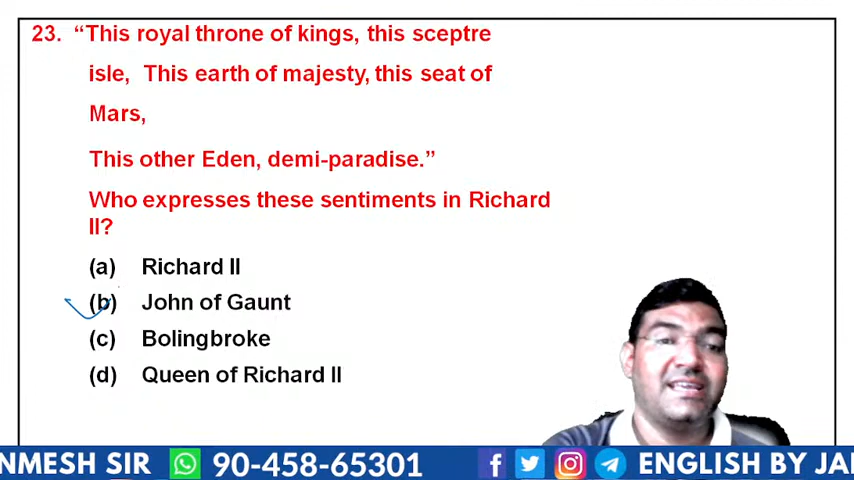 23. “This royal throne of kings, this sceptre
isle, This earth of majesty, this seat of
Mars,
This other Eden, demi-paradise.”
Who expresses these sentiments in Richard
II?
(a) Richard II
(b) John of Gaunt
(c) Bolingbroke
(d) Queen of Richard II
NMESH SIR 90-458-65301 ENGLISH BY JA